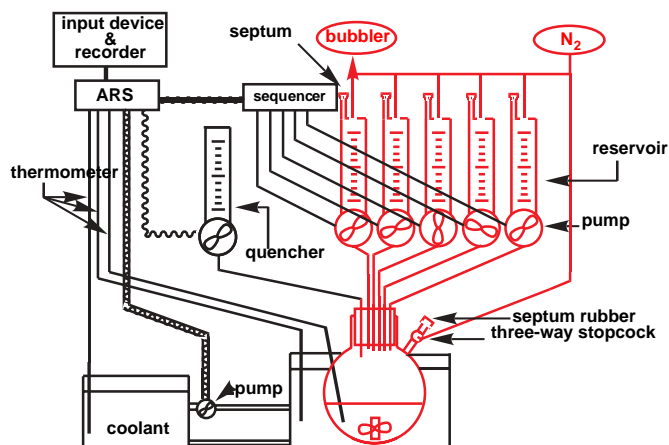 input device
&
recorder
septum
bubbler
N2
ARS
sequencer
reservoir
thermometer
quencher
pump
septum rubber
three-way stopcock
pump
coolant